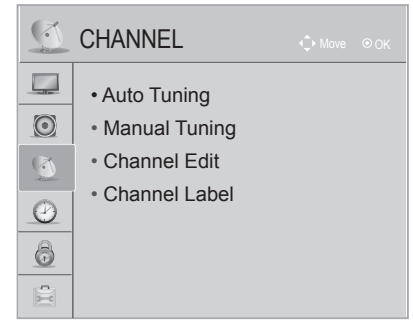 CHANNEL Move OK
• Auto Tuning
• Manual Tuning
• Channel Edit
• Channel Label